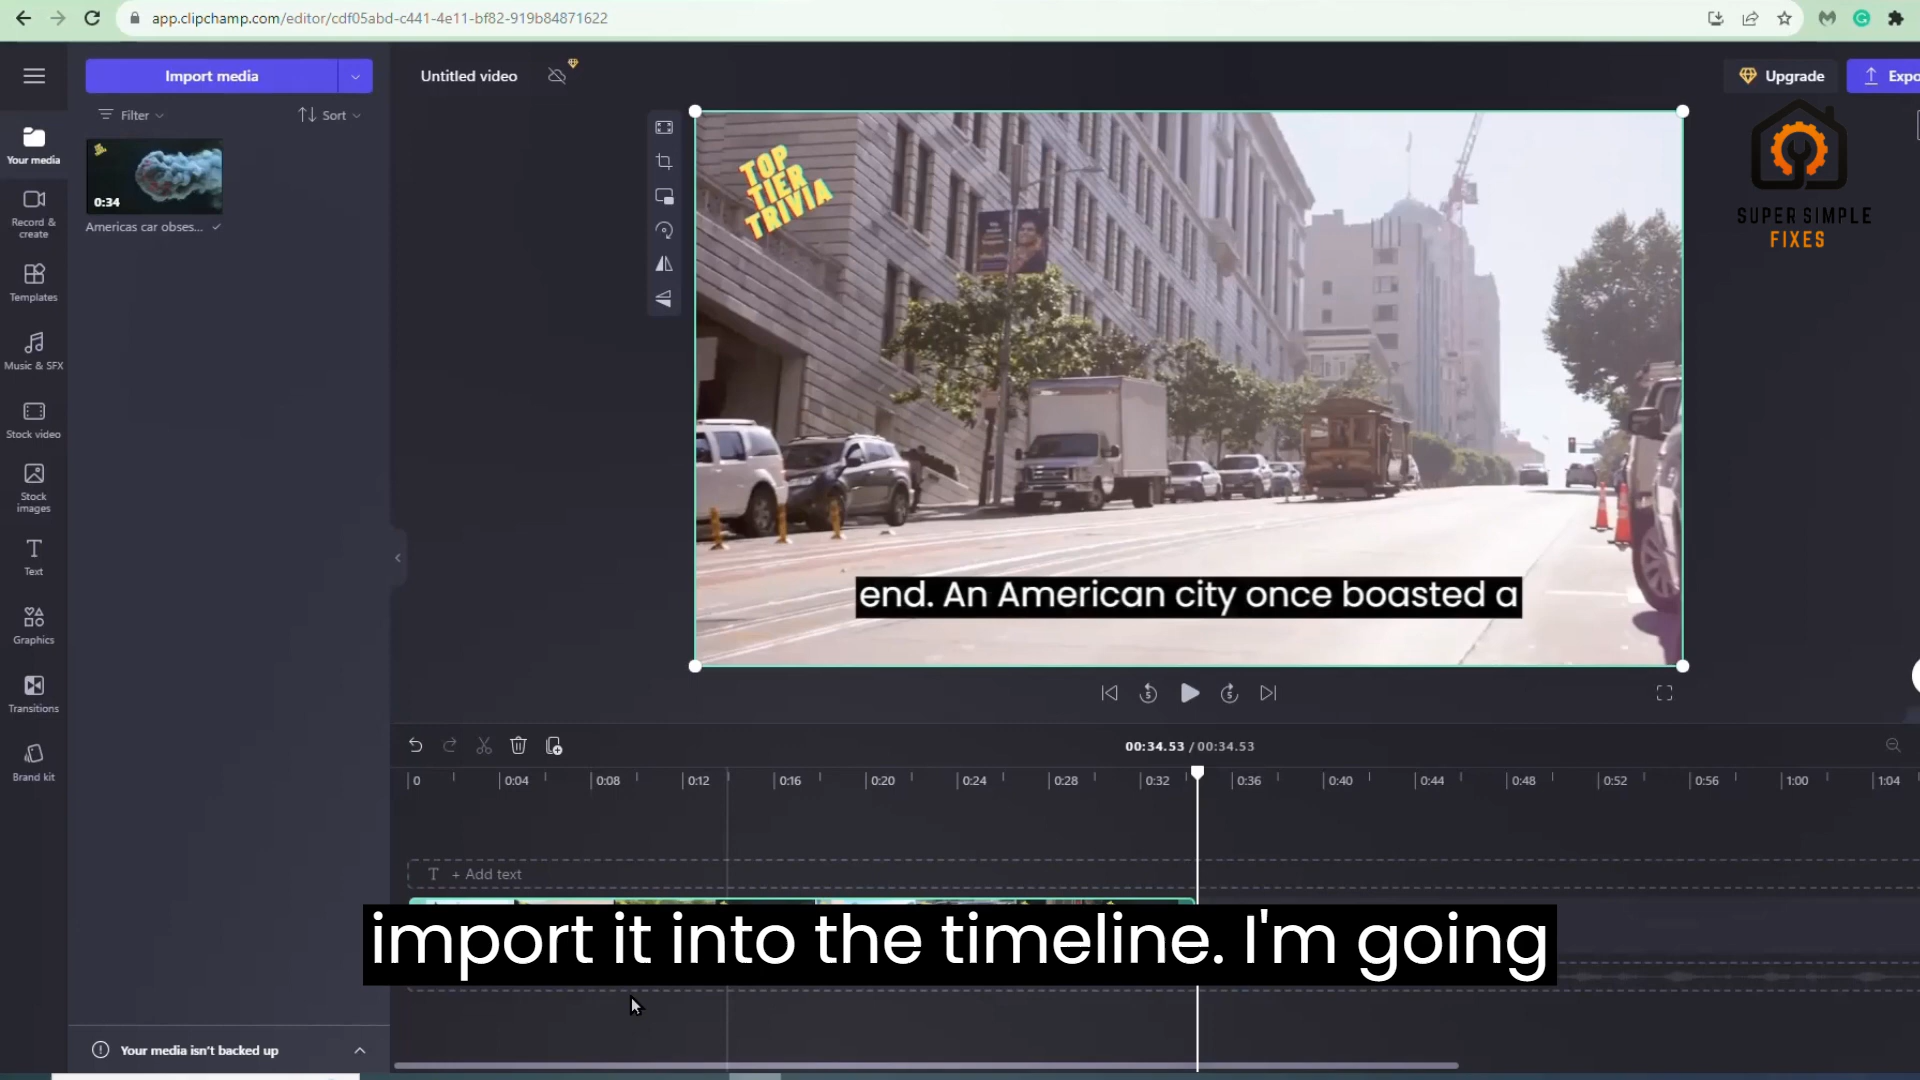 app.clipchamp.com/editor/cdf05abd-c441-4e11-bf82-919b84871622
Import media
Untitled video
Upgrade
Expo
Filter
Sort
Your media
0:34
Americas car obses...
Record &
create
Templates
Music & SFX
Stock video
Stock
images
Text
Graphics
Transitions
Brand kit
TOP
TIER
TRIVIA
SUPER SIMPLE
FIXES
end. An American city once boasted a
5
5
00:34.53 / 00:34.53
0 0:04 0:08 0:12 0:16 0:20 0:24 0:28 0:32 0:36 0:40 0:44 0:48 0:52 0:56 1:00 1:04
T + Add text
import it into the timeline. I'm going
Your media isn't backed up